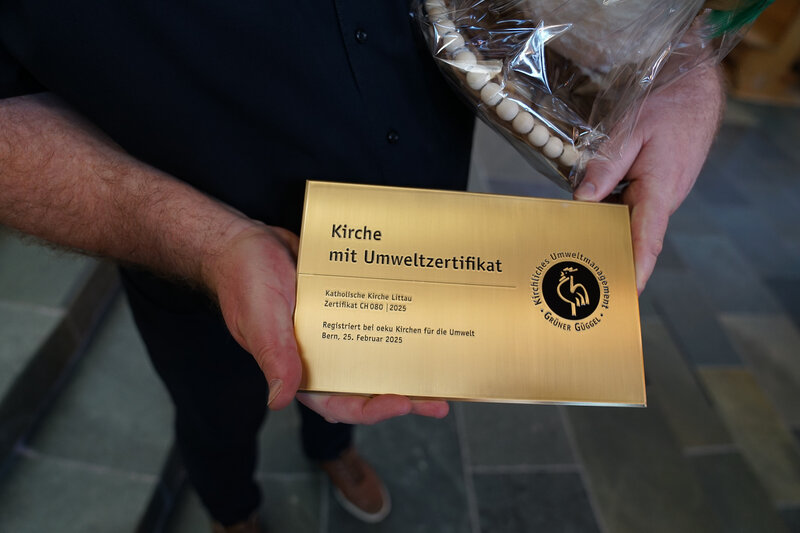 Kirche
mit Umweltzertifikat
Katholische Kirche Littau
Zertifikat CH 080 | 2025
Registriert bei oeku Kirchen für die Umwelt
Bern, 25. Februar 2025
Kirchliches Umweltmanagement
· GRÜNER GÜGGEL ·